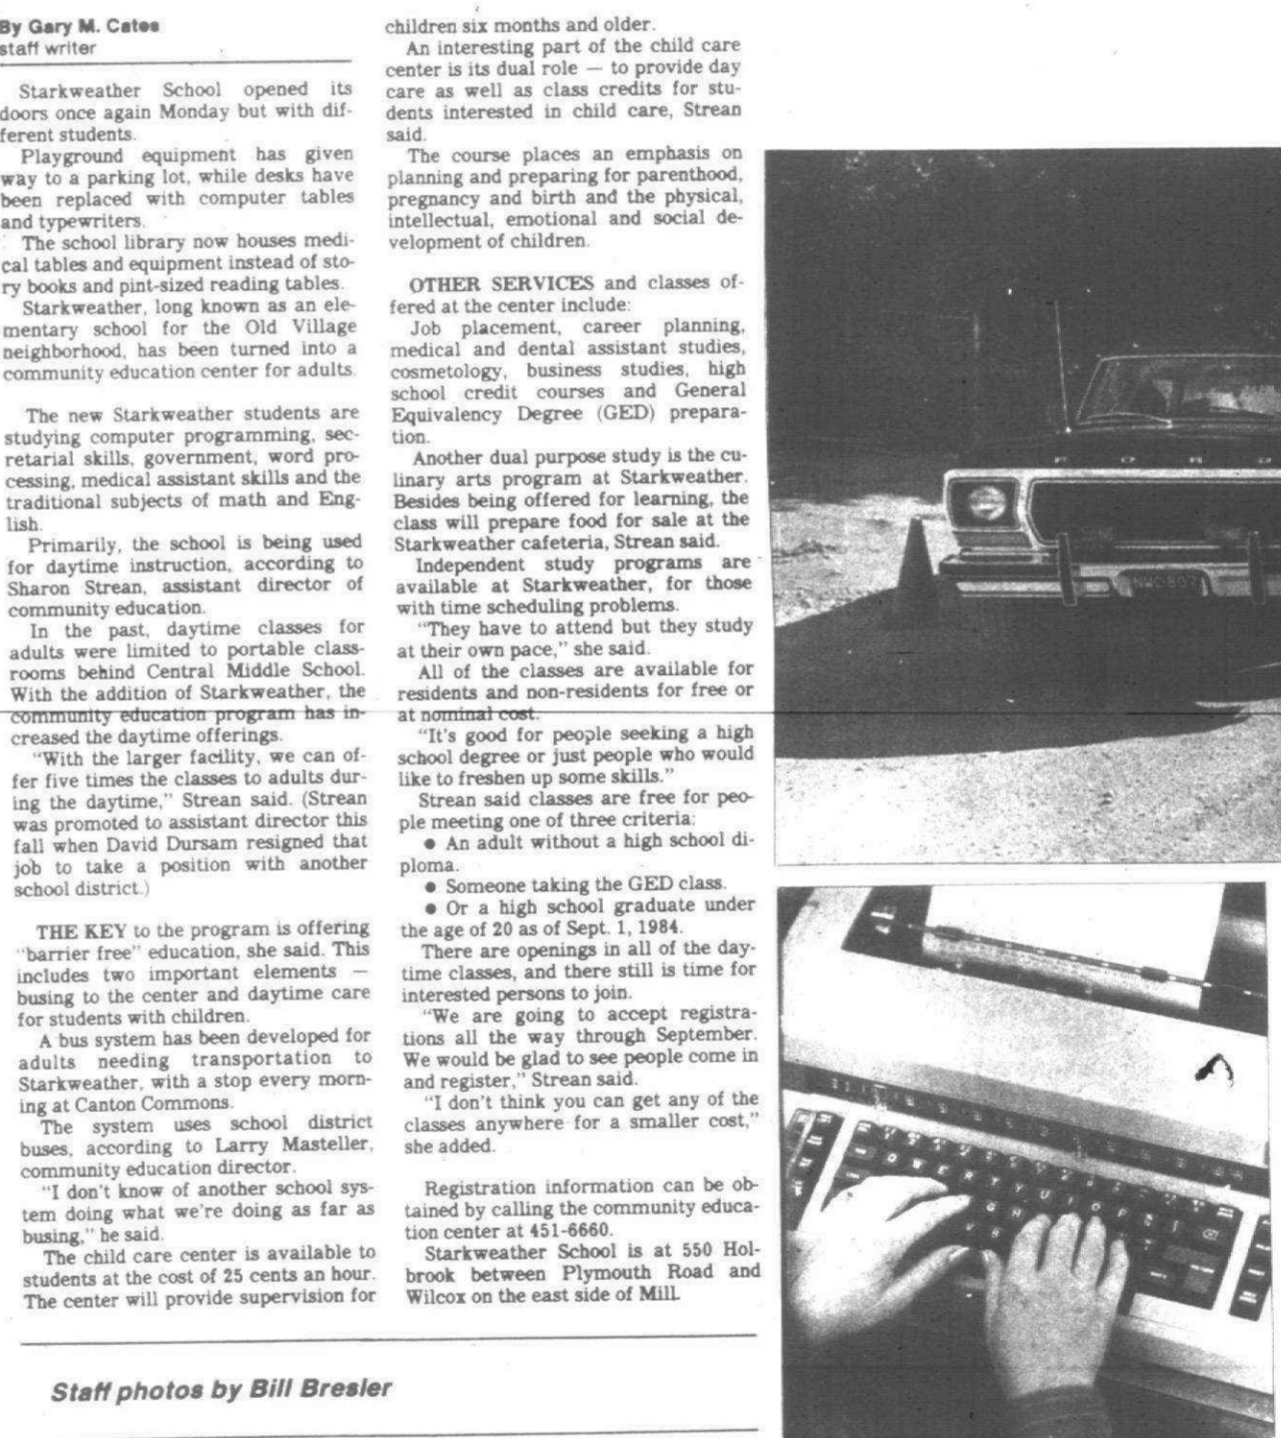 By Gary M. Cates
staff writer
Starkweather School opened its
doors once again Monday but with dif-
ferent students.
Playground equipment has given
way to a parking lot, while desks have
been replaced with computer tables
and typewriters.
The school library now houses medi-
cal tables and equipment instead of sto-
ry books and pint-sized reading tables.
Starkweather, long known as an ele-
mentary school for the Old Village
neighborhood, has been turned into a
community education center for adults.
The new Starkweather students are
studying computer programming, sec-
retarial skills, government, word pro-
cessing, medical assistant skills and the
traditional subjects of math and Eng-
lish.
Primarily, the school is being used
for daytime instruction, according to
Sharon Strean, assistant director of
community education.
In the past, daytime classes for
adults were limited to portable class-
rooms behind Central Middle School.
With the addition of Starkweather, the
community education program has in-
creased the daytime offerings.
"With the larger facility, we can of-
fer five times the classes to adults dur-
ing the daytime," Strean said. (Strean
was promoted to assistant director this
fall when David Dursam resigned that
job to take a position with another
school district.)
THE KEY to the program is offering
"barrier free" education, she said. This
includes two important elements —
busing to the center and daytime care
for students with children.
A bus system has been developed for
adults needing transportation to
Starkweather, with a stop every morn-
ing at Canton Commons.
The system uses school district
buses, according to Larry Masteller,
community education director.
"I don't know of another school sys-
tem doing what we're doing as far as
busing," he said.
The child care center is available to
students at the cost of 25 cents an hour.
The center will provide supervision for
children six months and older.
An interesting part of the child care
center is its dual role — to provide day
care as well as class credits for stu-
dents interested in child care, Strean
said.
The course places an emphasis on
planning and preparing for parenthood,
pregnancy and birth and the physical,
intellectual, emotional and social de-
velopment of children.
OTHER SERVICES and classes of-
fered at the center include:
Job placement, career planning,
medical and dental assistant studies,
cosmetology, business studies, high
school credit courses and General
Equivalency Degree (GED) prepara-
tion.
Another dual purpose study is the cu-
linary arts program at Starkweather.
Besides being offered for learning, the
class will prepare food for sale at the
Starkweather cafeteria, Strean said.
Independent study programs are
available at Starkweather, for those
with time scheduling problems.
"They have to attend but they study
at their own pace," she said.
All of the classes are available for
residents and non-residents for free or
at nominal cost.
"It's good for people seeking a high
school degree or just people who would
like to freshen up some skills."
Strean said classes are free for peo-
ple meeting one of three criteria:
● An adult without a high school di-
ploma.
● Someone taking the GED class.
● Or a high school graduate under
the age of 20 as of Sept. 1, 1984.
There are openings in all of the day-
time classes, and there still is time for
interested persons to join.
"We are going to accept registra-
tions all the way through September.
We would be glad to see people come in
and register," Strean said.
"I don't think you can get any of the
classes anywhere for a smaller cost,"
she added.
Registration information can be ob-
tained by calling the community educa-
tion center at 451-6660.
Starkweather School is at 550 Hol-
brook between Plymouth Road and
Wilcox on the east side of Mill.
Staff photos by Bill Bresler
FORD